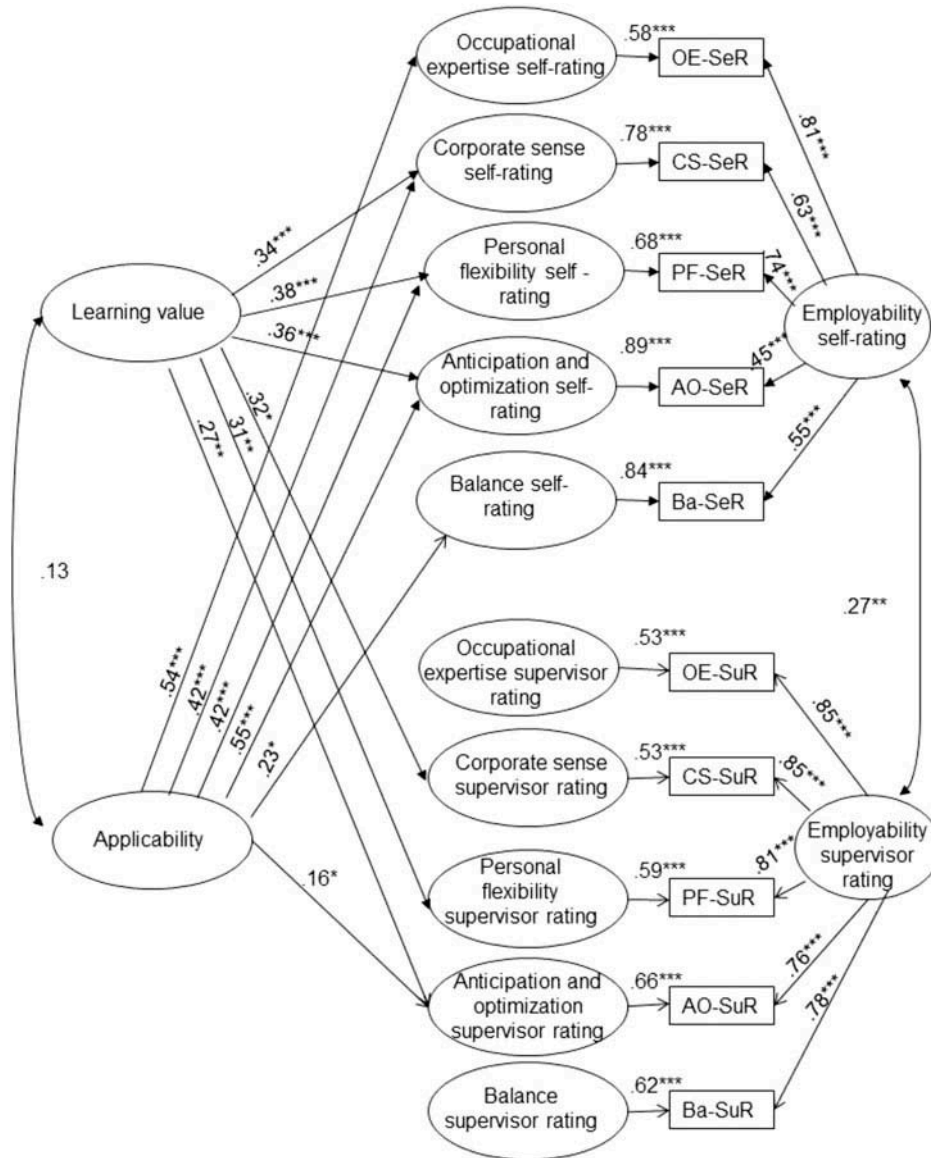 Occupational
expertise self-rating
.58***
OE-SeR
.81***
Corporate sense
self-rating
.78***
CS-SeR
.63***
.34***
Personal
flexibility self -
rating
.68***
PF-SeR
.74***
Learning value
.38***
Employability
self-rating
.36***
Anticipation and
optimization self-
rating
.89***
AO-SeR
.45***
.32*
.31**
.27**
.55***
Balance self-
rating
.84***
Ba-SeR
.13
.27**
.54***
.42***
.42***
.55***
.23*
Occupational
expertise supervisor
rating
.53***
OE-SuR
.85***
Corporate sense
supervisor rating
.53***
CS-SuR
.85***
Applicability
Employability
supervisor
rating
.16*
Personal
flexibility
supervisor rating
.59***
PF-SuR
.81***
Anticipation and
optimization
supervisor rating
.66***
AO-SuR
.76***
.78***
Balance
supervisor rating
.62***
Ba-SuR